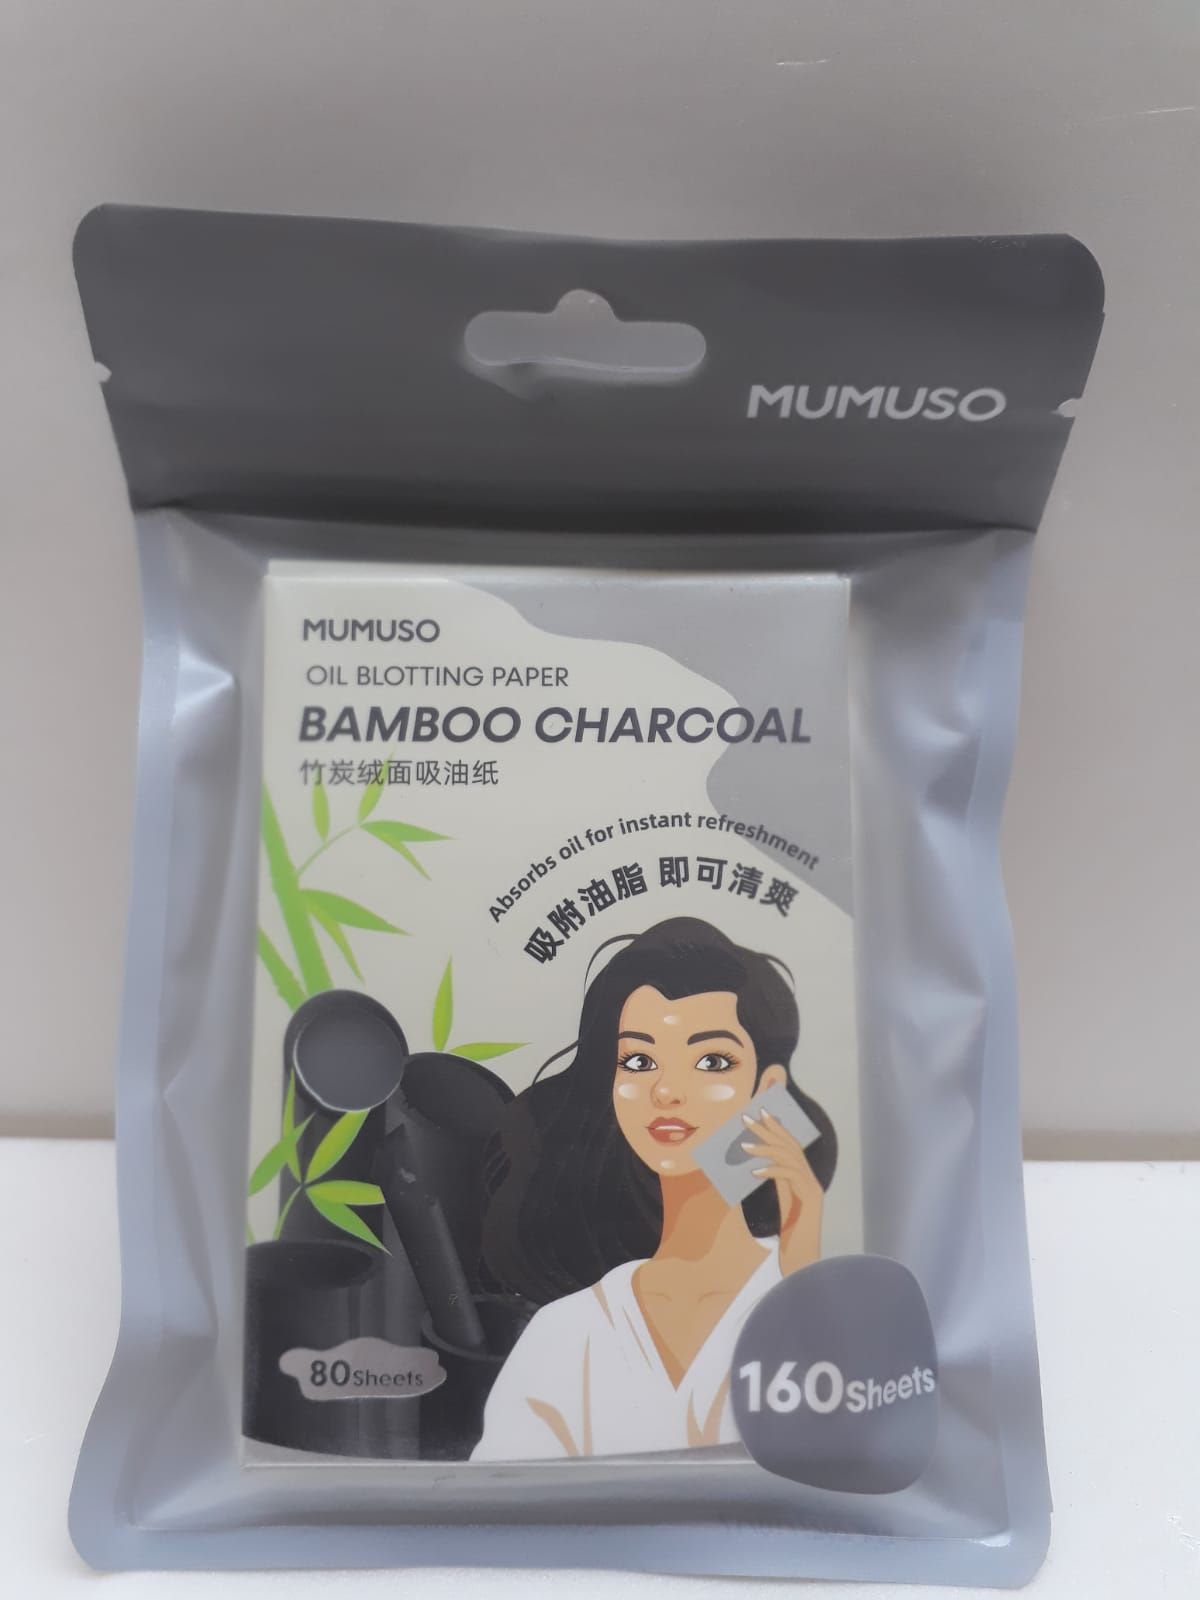 MUMUSO
MUMUSO
OIL BLOTTING PAPER
BAMBOO CHARCOAL
竹炭绒面吸油纸
Absorbs oil for instant refreshment
吸附油脂 即可清爽
80Sheets
160Sheets